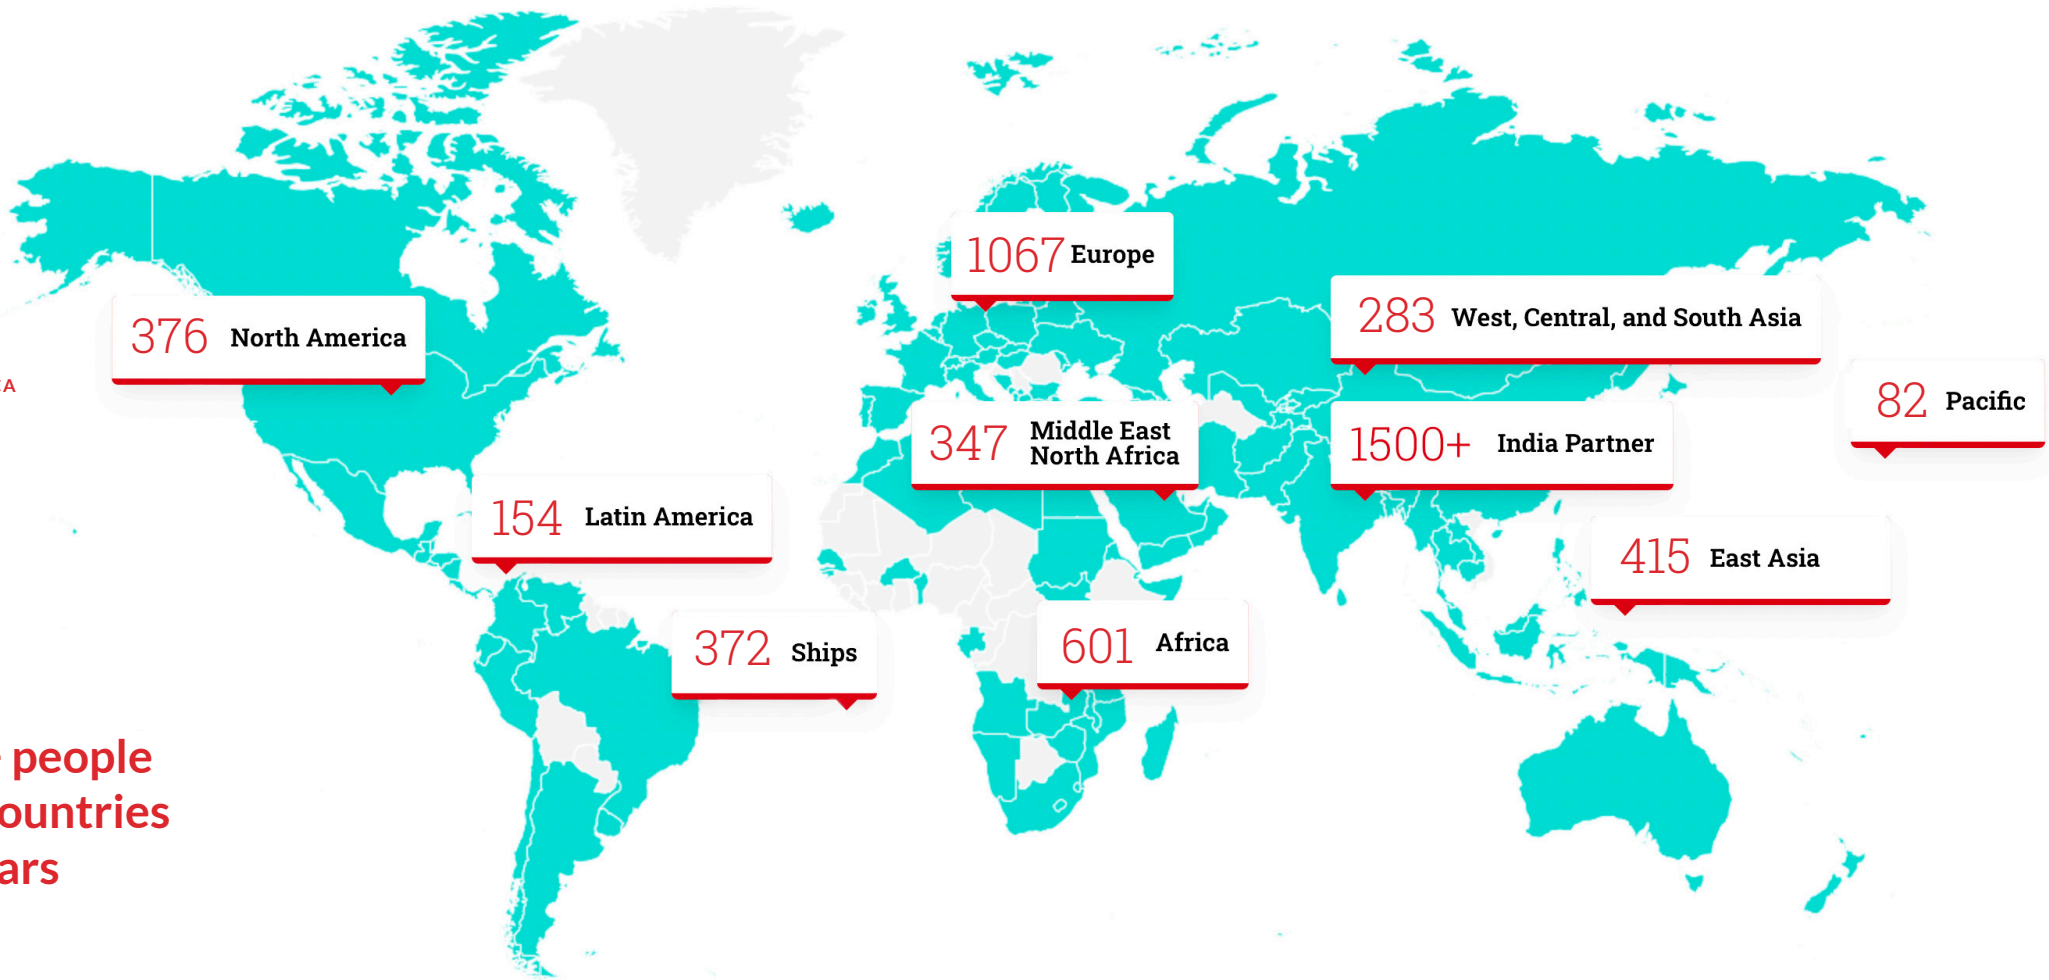 1067 Europe
283 West, Central, and South Asia
376 North America
82 Pacific
347 Middle East
North Africa
1500+ India Partner
154 Latin America
415 East Asia
372 Ships
601 Africa
people
ountries
ars